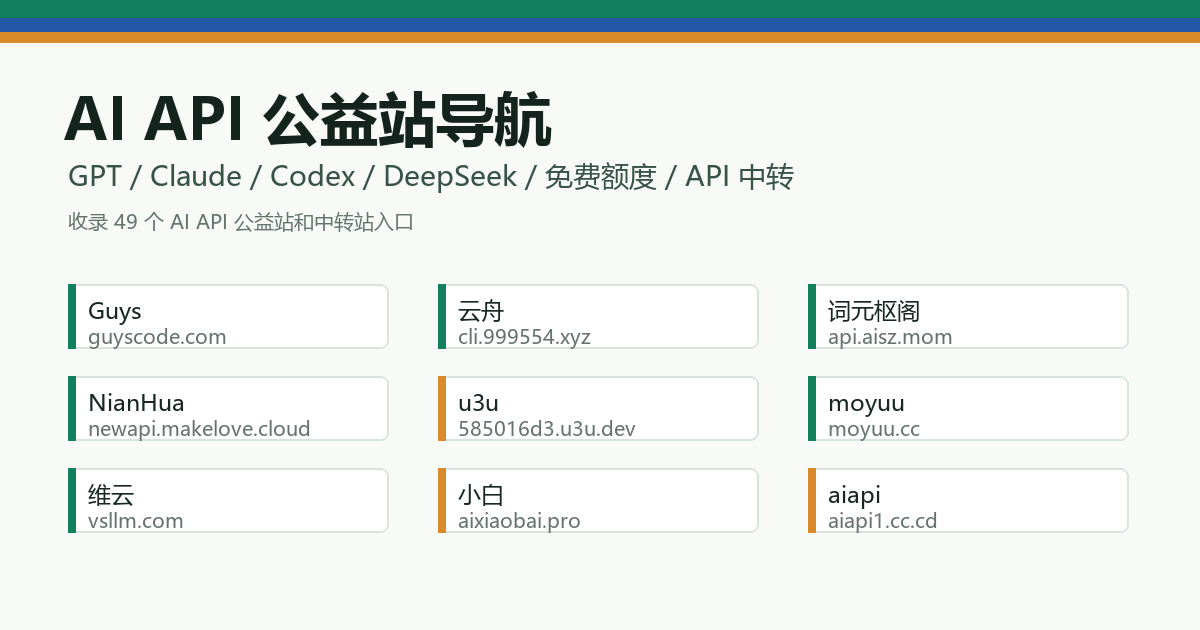 AI API 公益站导航
GPT / Claude / Codex / DeepSeek / 免费额度 / API 中转
收录 49 个 AI API 公益站和中转站入口
Guys
guyscode.com
云舟
cli.999554.xyz
词元枢阁
api.aisz.mom
NianHua
newapi.makelove.cloud
u3u
585016d3.u3u.dev
moyuu
moyuu.cc
维云
vsllm.com
小白
aixiaobai.pro
aiapi
aiapi1.cc.cd